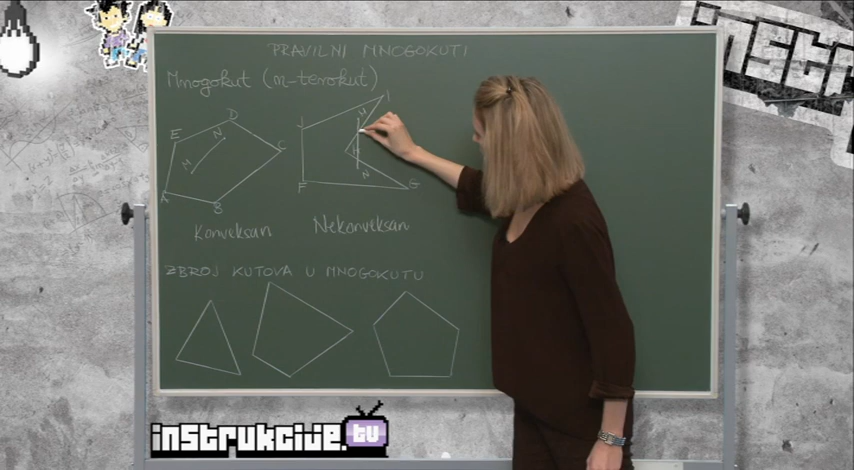 PRAVILNI MNOGOKUTI
Mnogokut (n-terokut)
E D N M C A B
I M H N F G
Konveksan Nekonveksan
ZBROJ KUTOVA U MNOGOKUTU
instrukcije.tv